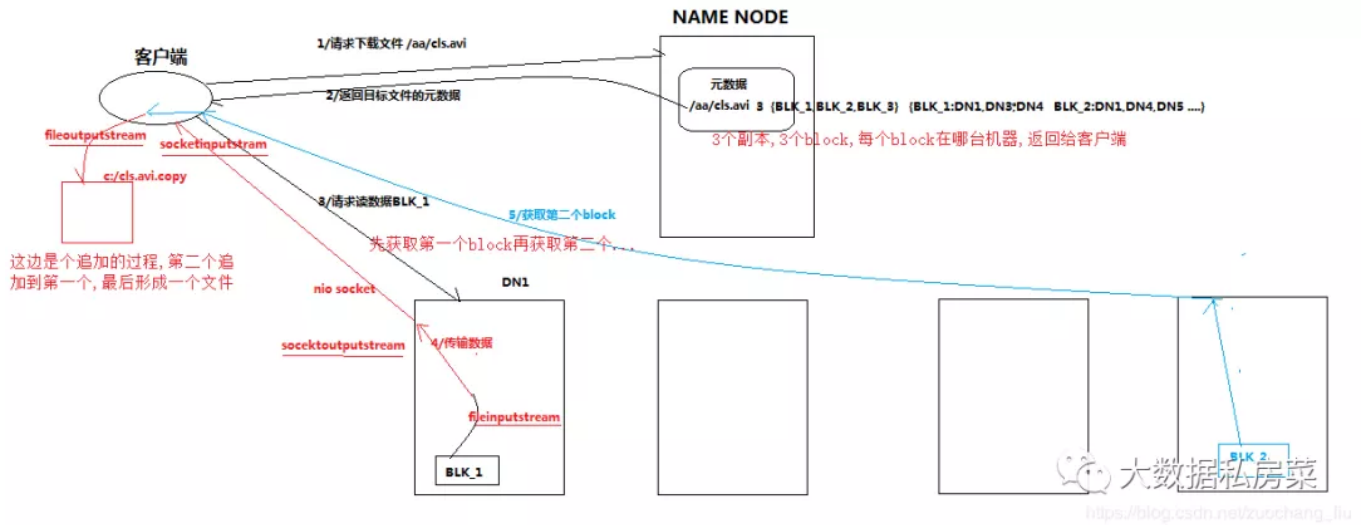 NAME NODE
1/请求下载文件 /aa/cls.avi
客户端
元数据
2/返回目标文件的元数据
/aa/cls.avi 3 {BLK_1,BLK_2,BLK_3} {BLK_1:DN1,DN3;DN4 BLK_2:DN1,DN4,DN5 ....}
3个副本,3个block,每个block在哪台机器,返回给客户端
fileoutputstream
socketinputstram
c:/cls.avi.copy
3/请求读数据BLK_1
5/获取第二个block
先获取第一个block再获取第二个...
这边是个追加的过程,第二个追
加到第一个,最后形成一个文件
DN1
nio socket
socektoutputstream
4/传输数据
fileinputstream
BLK_1
BLK_2
大数据私房菜
https://blog.csdn.net/zuochang_liu